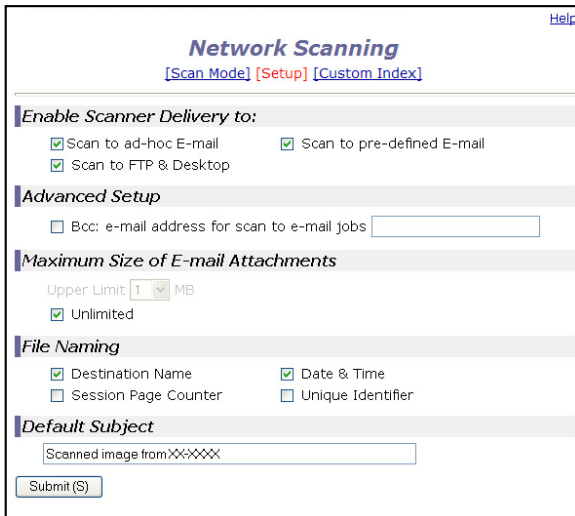 Help
Network Scanning
[Scan Mode] [Setup] [Custom Index]
Enable Scanner Delivery to:
Scan to ad-hoc E-mail Scan to pre-defined E-mail
Scan to FTP & Desktop
Advanced Setup
Bcc: e-mail address for scan to e-mail jobs
Maximum Size of E-mail Attachments
Upper Limit 1 MB
Unlimited
File Naming
Destination Name Date & Time
Session Page Counter Unique Identifier
Default Subject
Scanned image from XX-XXXX
Submit (S)